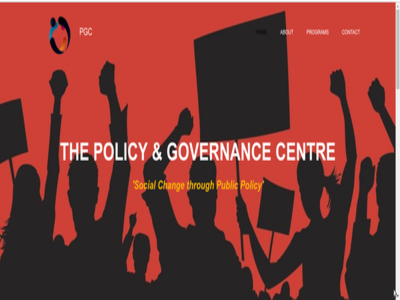 PGC
HOME
ABOUT
PROGRAMS
CONTACT
THE POLICY & GOVERNANCE CENTRE
'Social Change through Public Policy'